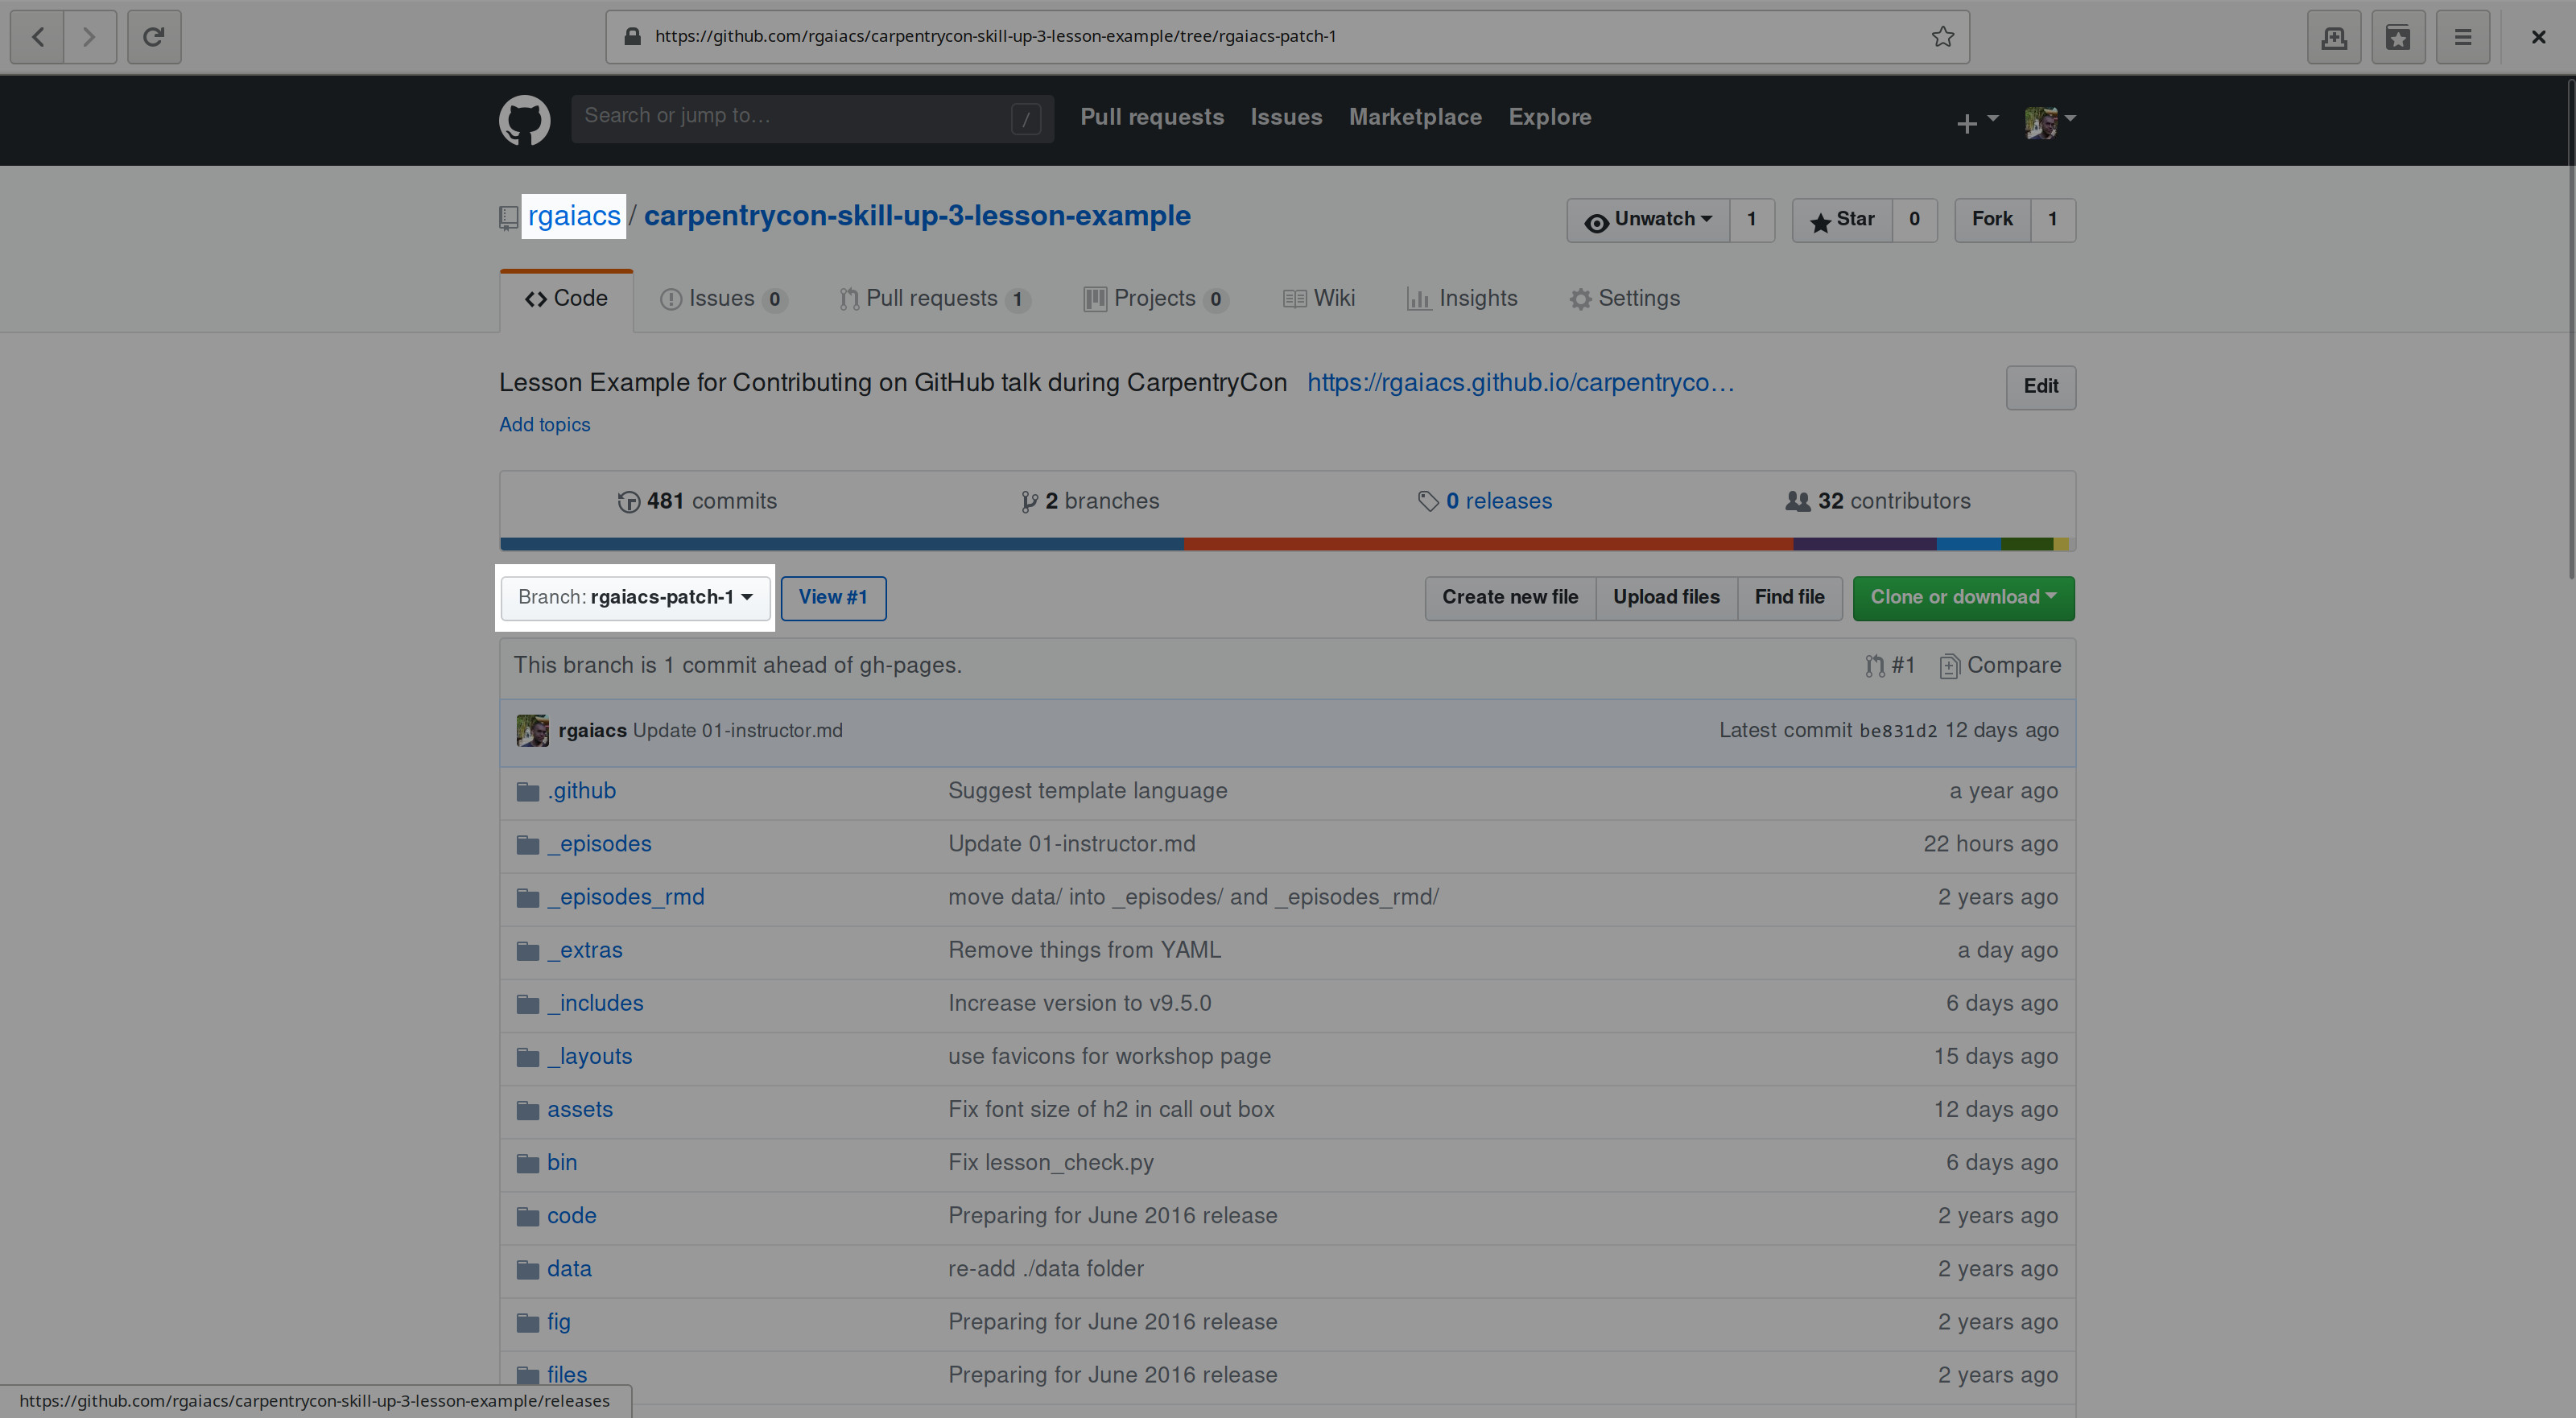 https://github.com/rgaiacs/carpentrycon-skill-up-3-lesson-example/tree/rgaiacs-patch-1
Search or jump to… / Pull requests Issues Marketplace Explore
rgaiacs / carpentrycon-skill-up-3-lesson-example Unwatch 1 Star 0 Fork 1
Code Issues 0 Pull requests 1 Projects 0 Wiki Insights Settings
Lesson Example for Contributing on GitHub talk during CarpentryCon https://rgaiacs.github.io/carpentryco… Edit
Add topics
481 commits 2 branches 0 releases 32 contributors
Branch: rgaiacs-patch-1 View #1 Create new file Upload files Find file Clone or download
This branch is 1 commit ahead of gh-pages. #1 Compare
rgaiacs Update 01-instructor.md Latest commit be831d2 12 days ago
.github Suggest template language a year ago
_episodes Update 01-instructor.md 22 hours ago
_episodes_rmd move data/ into _episodes/ and _episodes_rmd/ 2 years ago
_extras Remove things from YAML a day ago
_includes Increase version to v9.5.0 6 days ago
_layouts use favicons for workshop page 15 days ago
assets Fix font size of h2 in call out box 12 days ago
bin Fix lesson_check.py 6 days ago
code Preparing for June 2016 release 2 years ago
data re-add ./data folder 2 years ago
fig Preparing for June 2016 release 2 years ago
files Preparing for June 2016 release 2 years ago
https://github.com/rgaiacs/carpentrycon-skill-up-3-lesson-example/releases